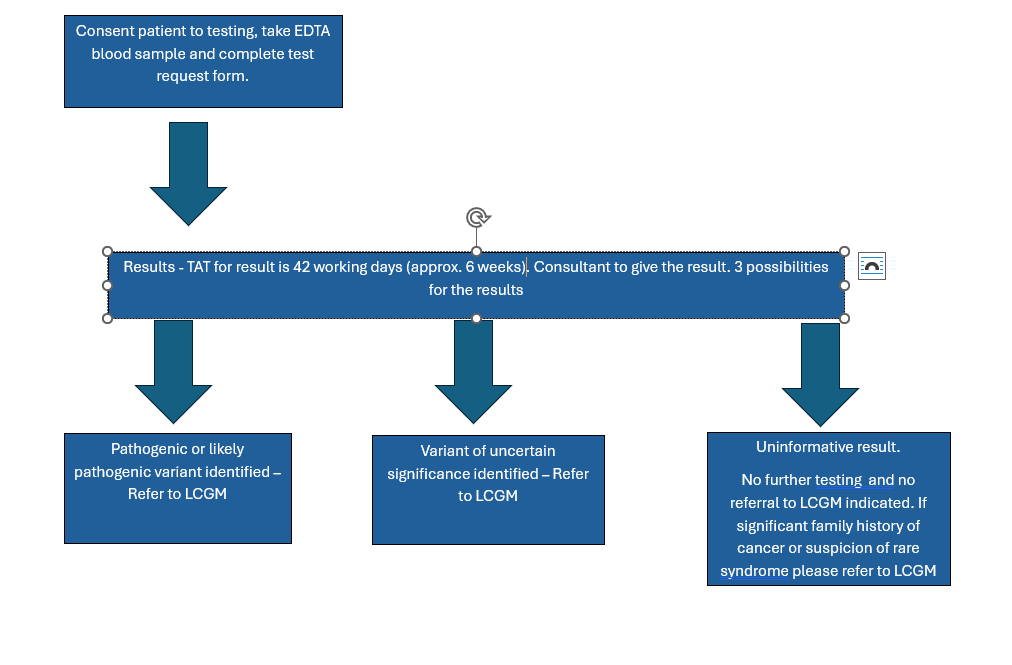 Consent patient to testing, take EDTA
blood sample and complete test
request form.
Results - TAT for result is 42 working days (approx. 6 weeks). Consultant to give the result. 3 possibilities
for the results
Pathogenic or likely
pathogenic variant identified –
Refer to LCGM
Variant of uncertain
significance identified – Refer
to LCGM
Uninformative result.
No further testing  and no
referral to LCGM indicated. If
significant family history of
cancer or suspicion of rare
syndrome please refer to LCGM